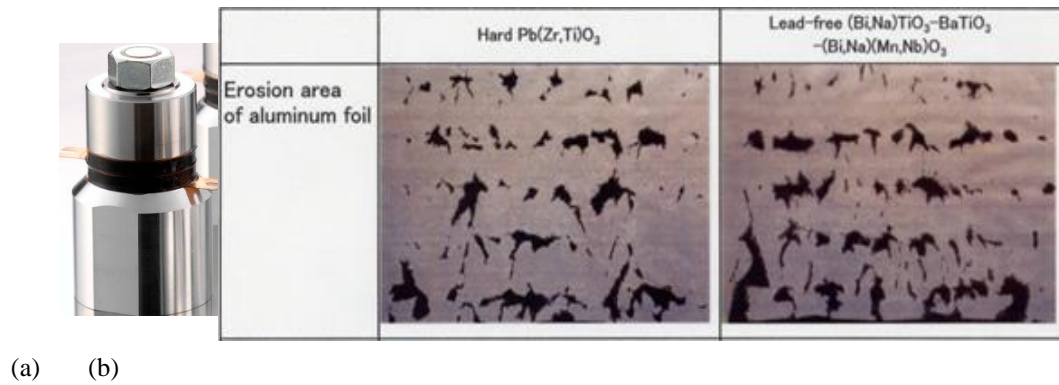 Hard Pb(Zr,Ti)O₃
Lead-free (Bi,Na)TiO₃-BaTiO₃
-(Bi,Na)(Mn,Nb)O₃
Erosion area
of aluminum foil
(a) (b)